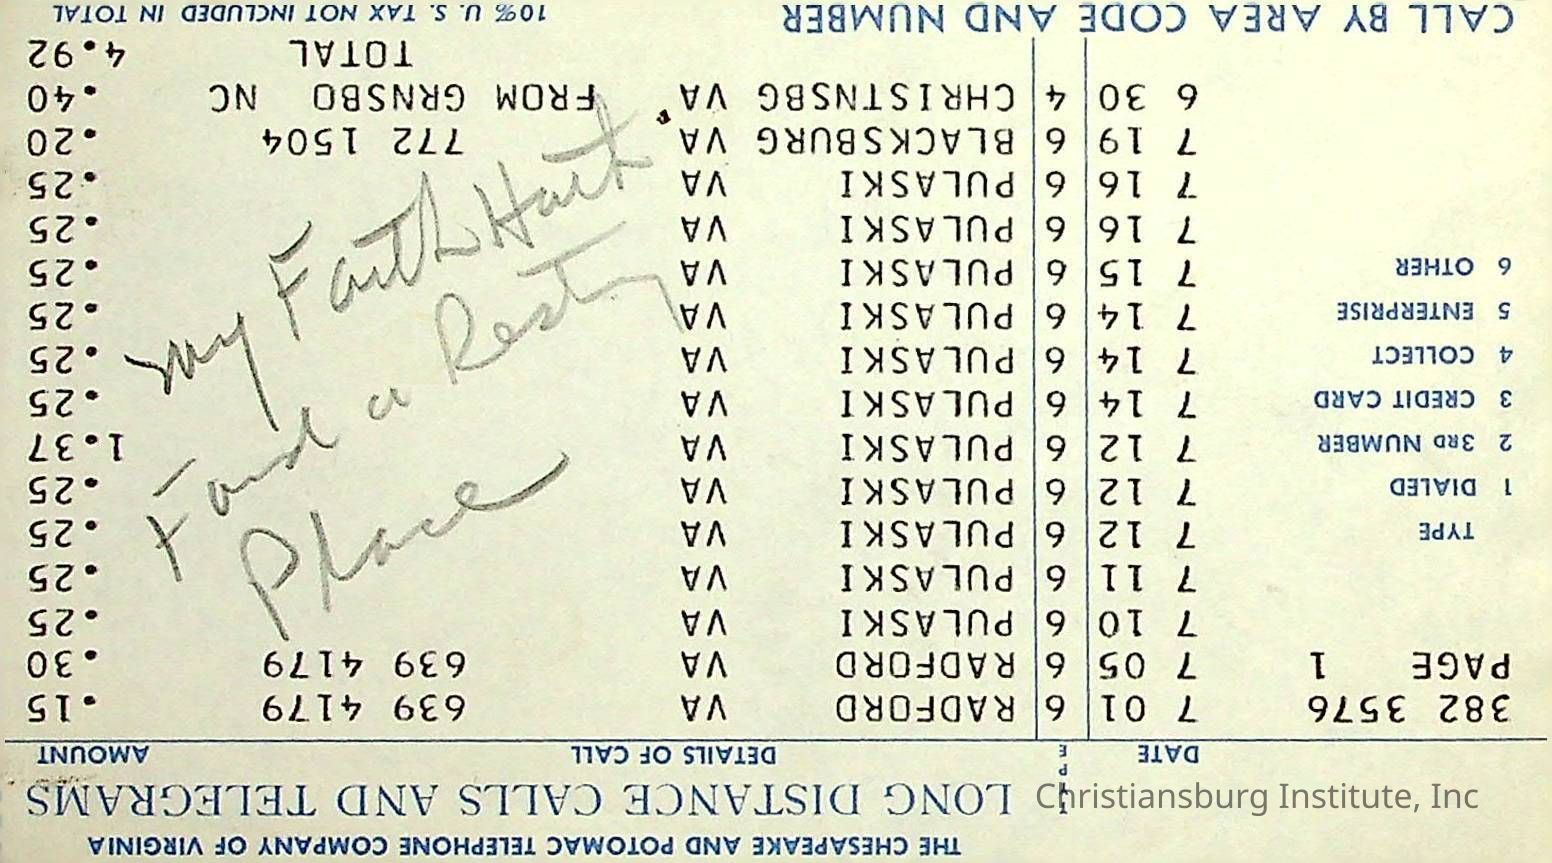 THE CHESAPEAKE AND POTOMAC TELEPHONE COMPANY OF VIRGINIA
LONG DISTANCE CALLS AND TELEGRAMS
DATE TYPE DETAILS OF CALL AMOUNT
382 3576 7 01 6 RADFORD VA 639 4179 .15
PAGE 1 7 05 6 RADFORD VA 639 4179 .30
7 10 6 PULASKI VA .25
7 11 6 PULASKI VA .25
TYPE 7 12 6 PULASKI VA .25
1 DIALED 7 12 6 PULASKI VA .25
2 3RD NUMBER 7 12 6 PULASKI VA 1.37
3 CREDIT CARD 7 14 6 PULASKI VA .25
4 COLLECT 7 14 6 PULASKI VA .25
5 ENTERPRISE 7 14 6 PULASKI VA .25
6 OTHER 7 15 6 PULASKI VA .25
7 16 6 PULASKI VA .25
7 16 6 PULASKI VA .25
7 19 6 BLACKSBURG VA 772 1504 .20
6 30 4 CHRISTNSBG VA FROM GRNSBO NC .40
TOTAL 4.92
CALL BY AREA CODE AND NUMBER 10% U.S. TAX NOT INCLUDED IN TOTAL
My Faith Hath
Found a Resting
Place
Christiansburg Institute, Inc